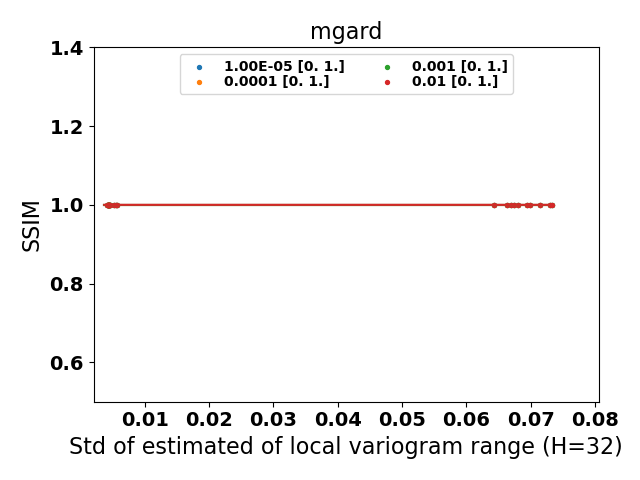 mgard
1.4
1.2
1.0
0.8
0.6
SSIM
1.00E-05 [0. 1.]
0.0001 [0. 1.]
0.001 [0. 1.]
0.01 [0. 1.]
0.01 0.02 0.03 0.04 0.05 0.06 0.07 0.08
Std of estimated of local variogram range (H=32)